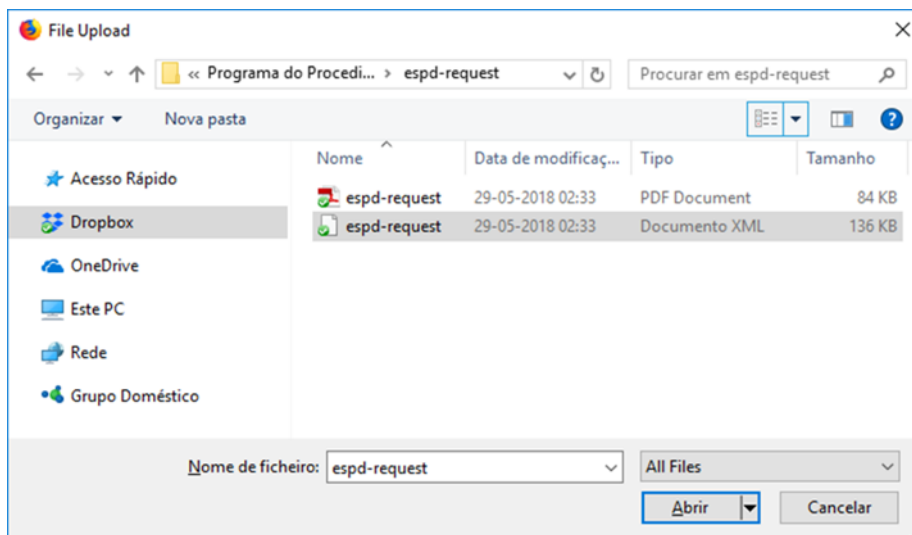 File Upload
« Programa do Procedi... › espd-request
Procurar em espd-request
Organizar
Nova pasta
Acesso Rápido
Dropbox
OneDrive
Este PC
Rede
Grupo Doméstico
Nome Data de modificaç... Tipo Tamanho
espd-request 29-05-2018 02:33 PDF Document 84 KB
espd-request 29-05-2018 02:33 Documento XML 136 KB
Nome de ficheiro: espd-request All Files
Abrir Cancelar